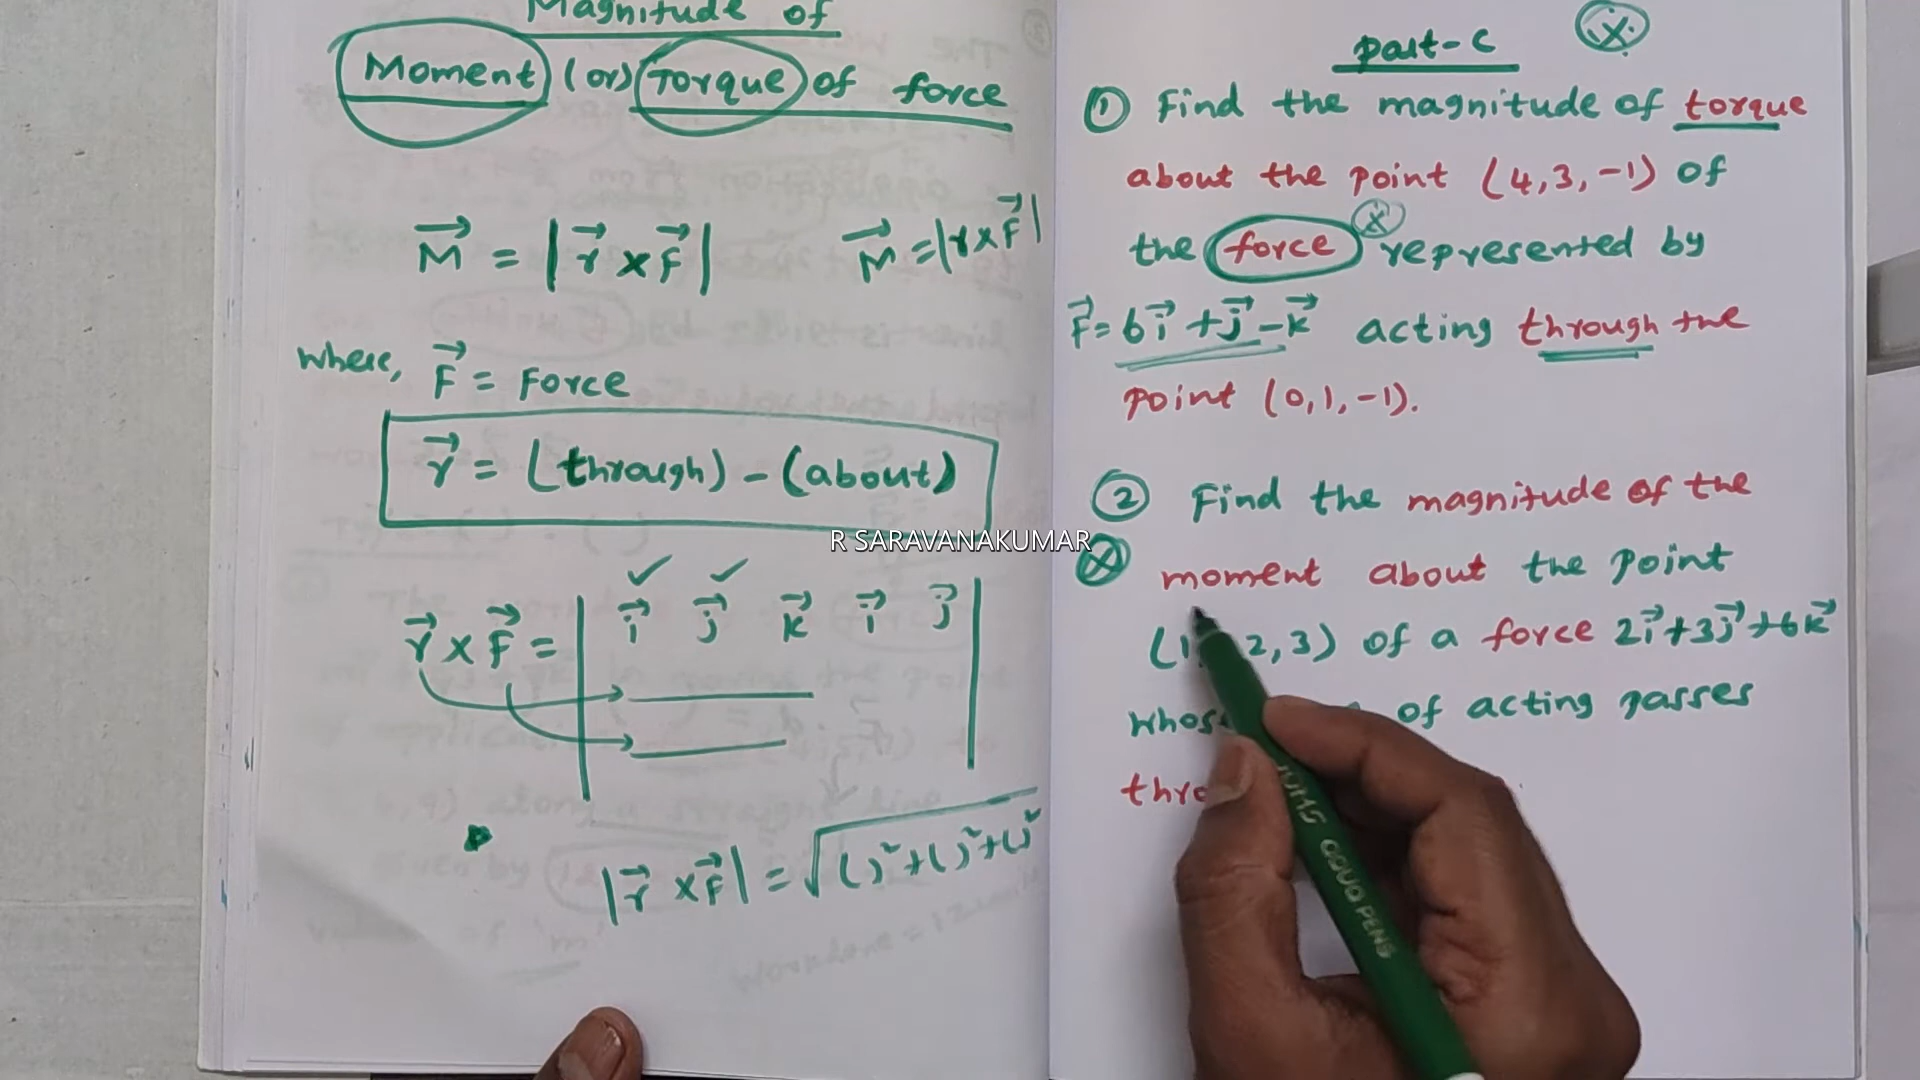 Magnitude of
Moment (or) Torque of force
M = |r × F| M = |r × F|
where, F = Force
r = (through) - (about)
r × F = | i j k i j |
|r × F| = √( )² + ( )² + ( )²
part-C
① Find the magnitude of torque
about the point (4, 3, -1) of
the force represented by
F = 6i + j - k acting through the
point (0, 1, -1).
② Find the magnitude of the
moment about the point
2, 3) of a force 2i + 3j + 6k
of acting passes
R SARAVANAKUMAR
OCUQ PENS